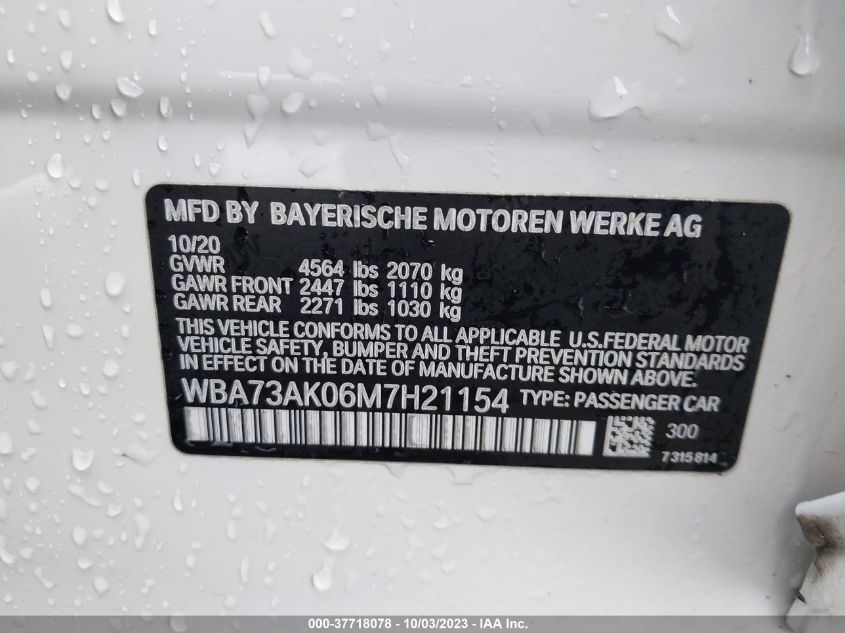 MFD BY BAYERISCHE MOTOREN WERKE AG
10/20
GVWR 4564 lbs 2070 kg
GAWR FRONT 2447 lbs 1110 kg
GAWR REAR 2271 lbs 1030 kg
THIS VEHICLE CONFORMS TO ALL APPLICABLE U.S.FEDERAL MOTOR
VEHICLE SAFETY, BUMPER AND THEFT PREVENTION STANDARDS
IN EFFECT ON THE DATE OF MANUFACTURE SHOWN ABOVE.
WBA73AK06M7H21154 TYPE: PASSENGER CAR
300
7315814
000-37718078 - 10/03/2023 - IAA Inc.